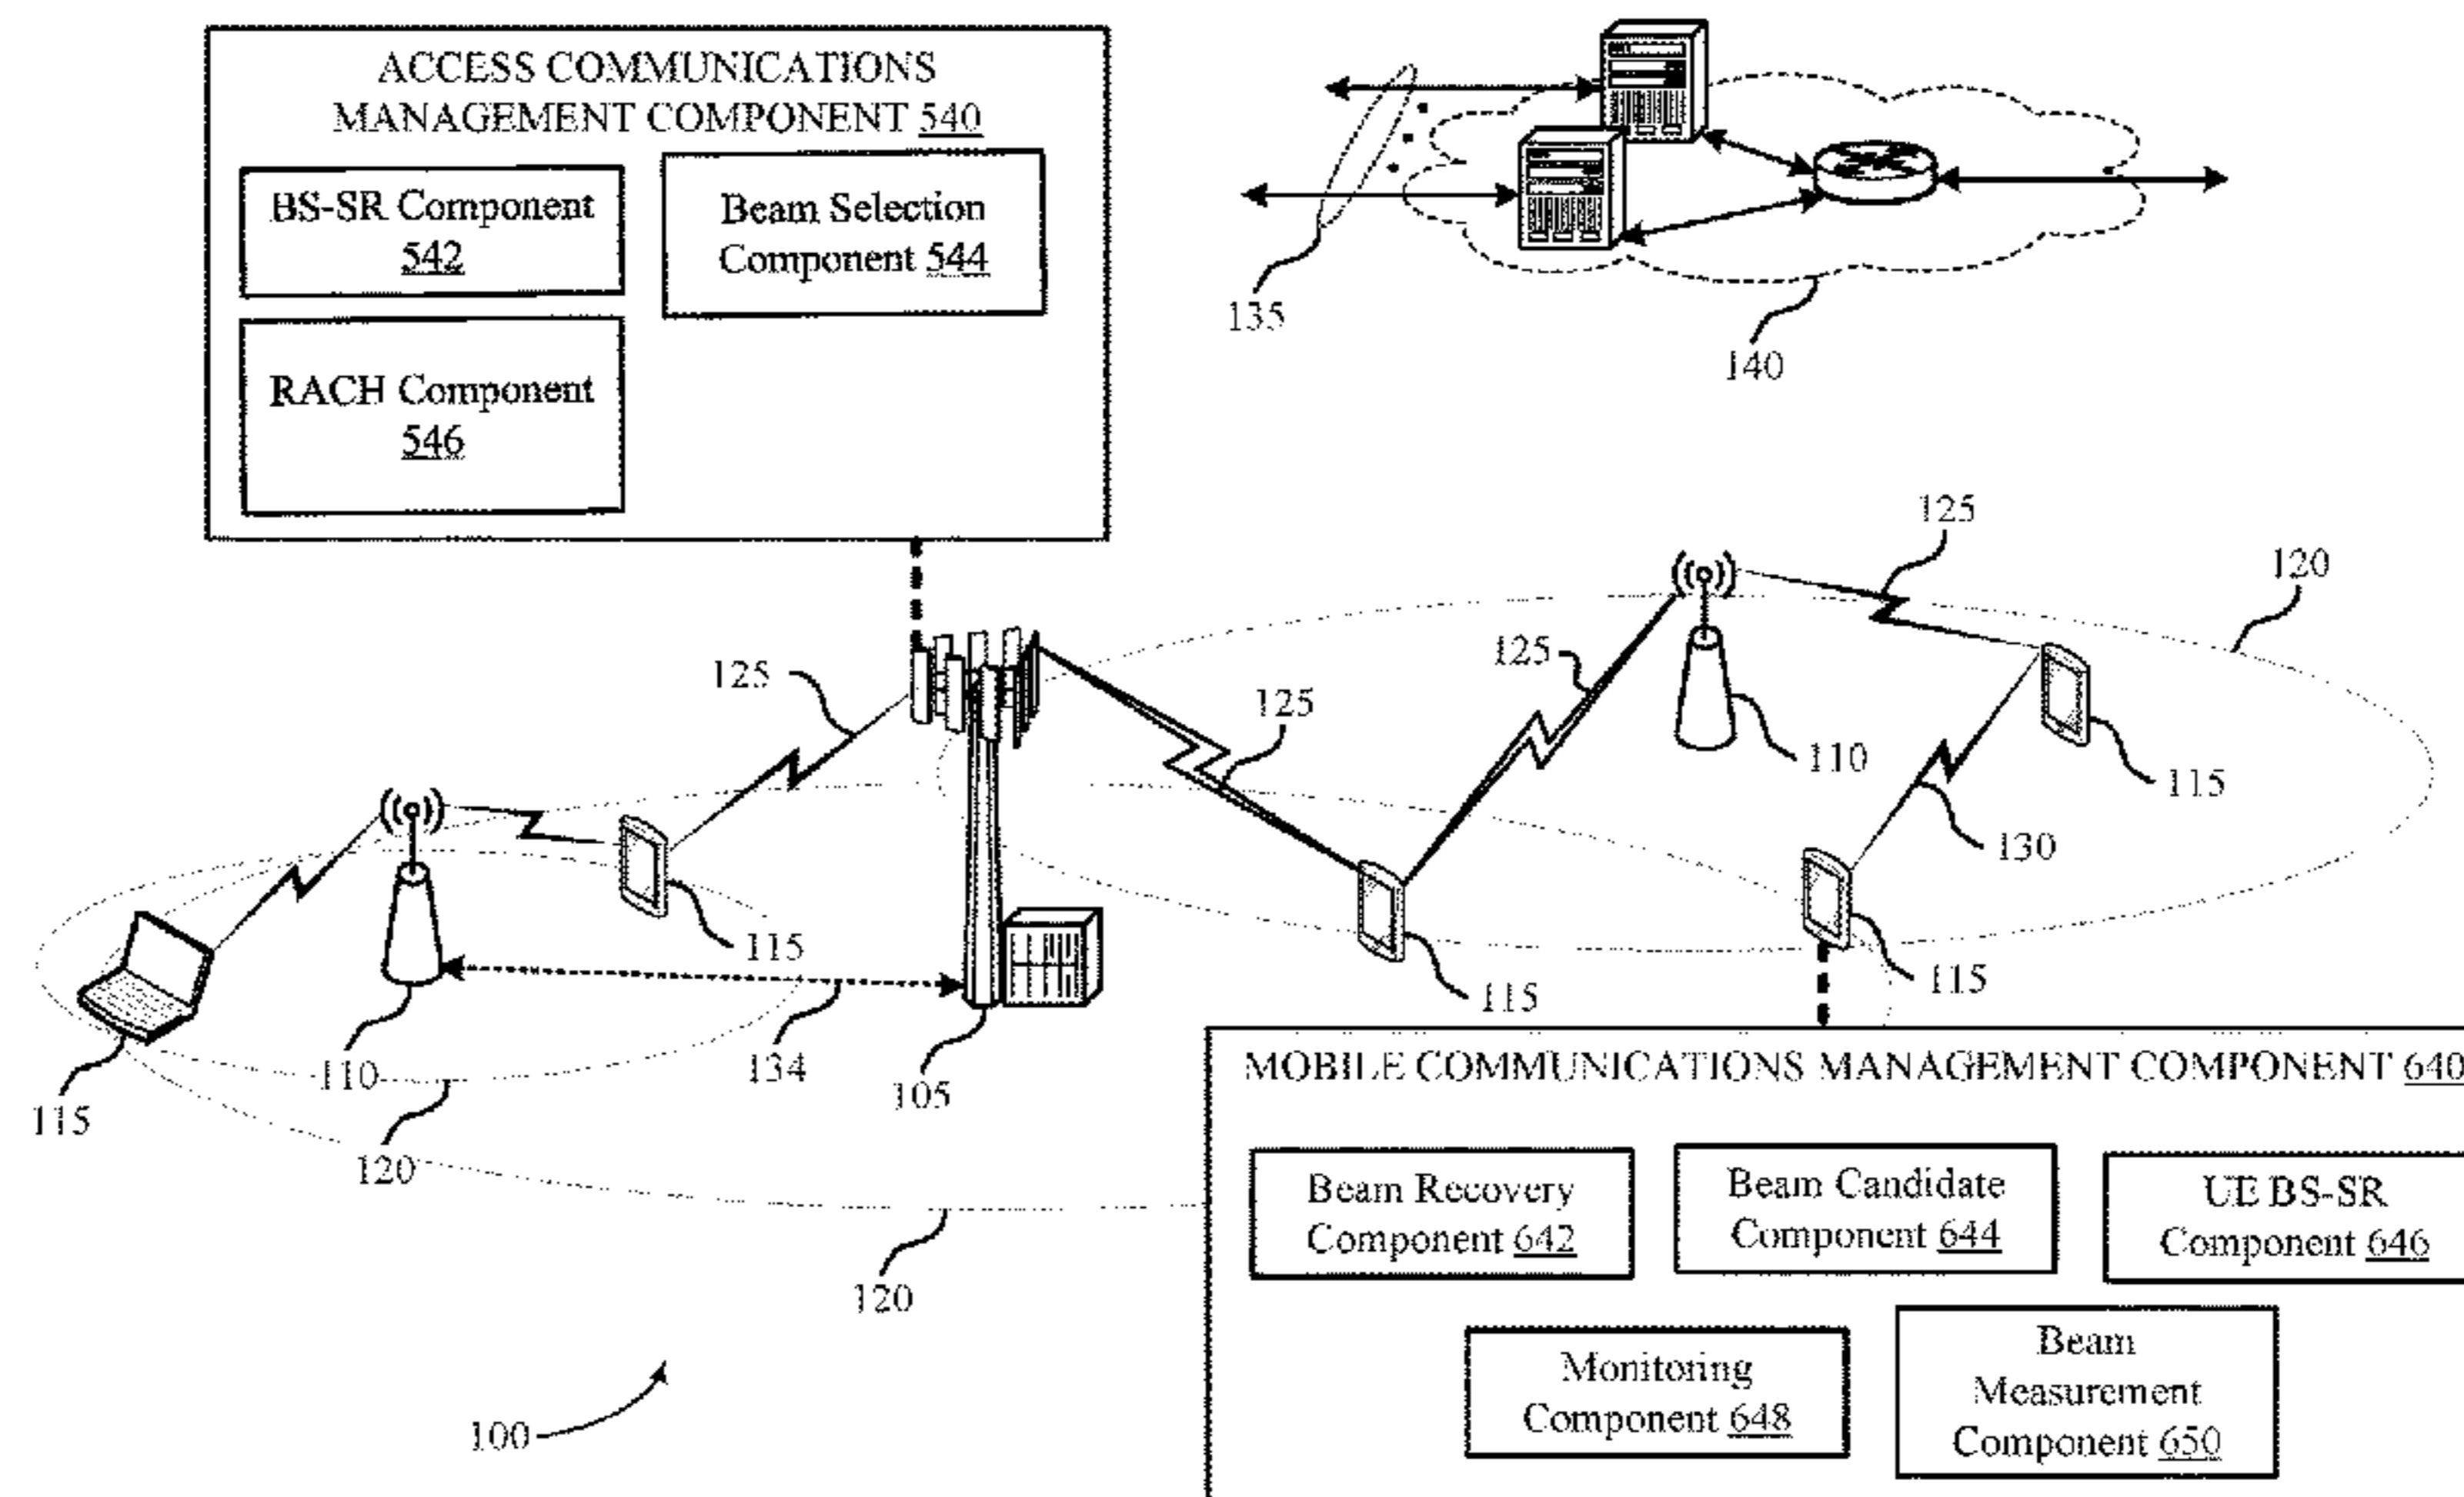 ACCESS COMMUNICATIONS
MANAGEMENT COMPONENT 540
BS-SR Component
542
Beam Selection
Component 544
RACH Component
546
135
140
125
120
125
125
125
110
115
130
115
115
115
110
134
105
115
120
120
100
MOBILE COMMUNICATIONS MANAGEMENT COMPONENT 640
Beam Recovery
Component 642
Beam Candidate
Component 644
UE BS-SR
Component 646
Monitoring
Component 648
Beam
Measurement
Component 650